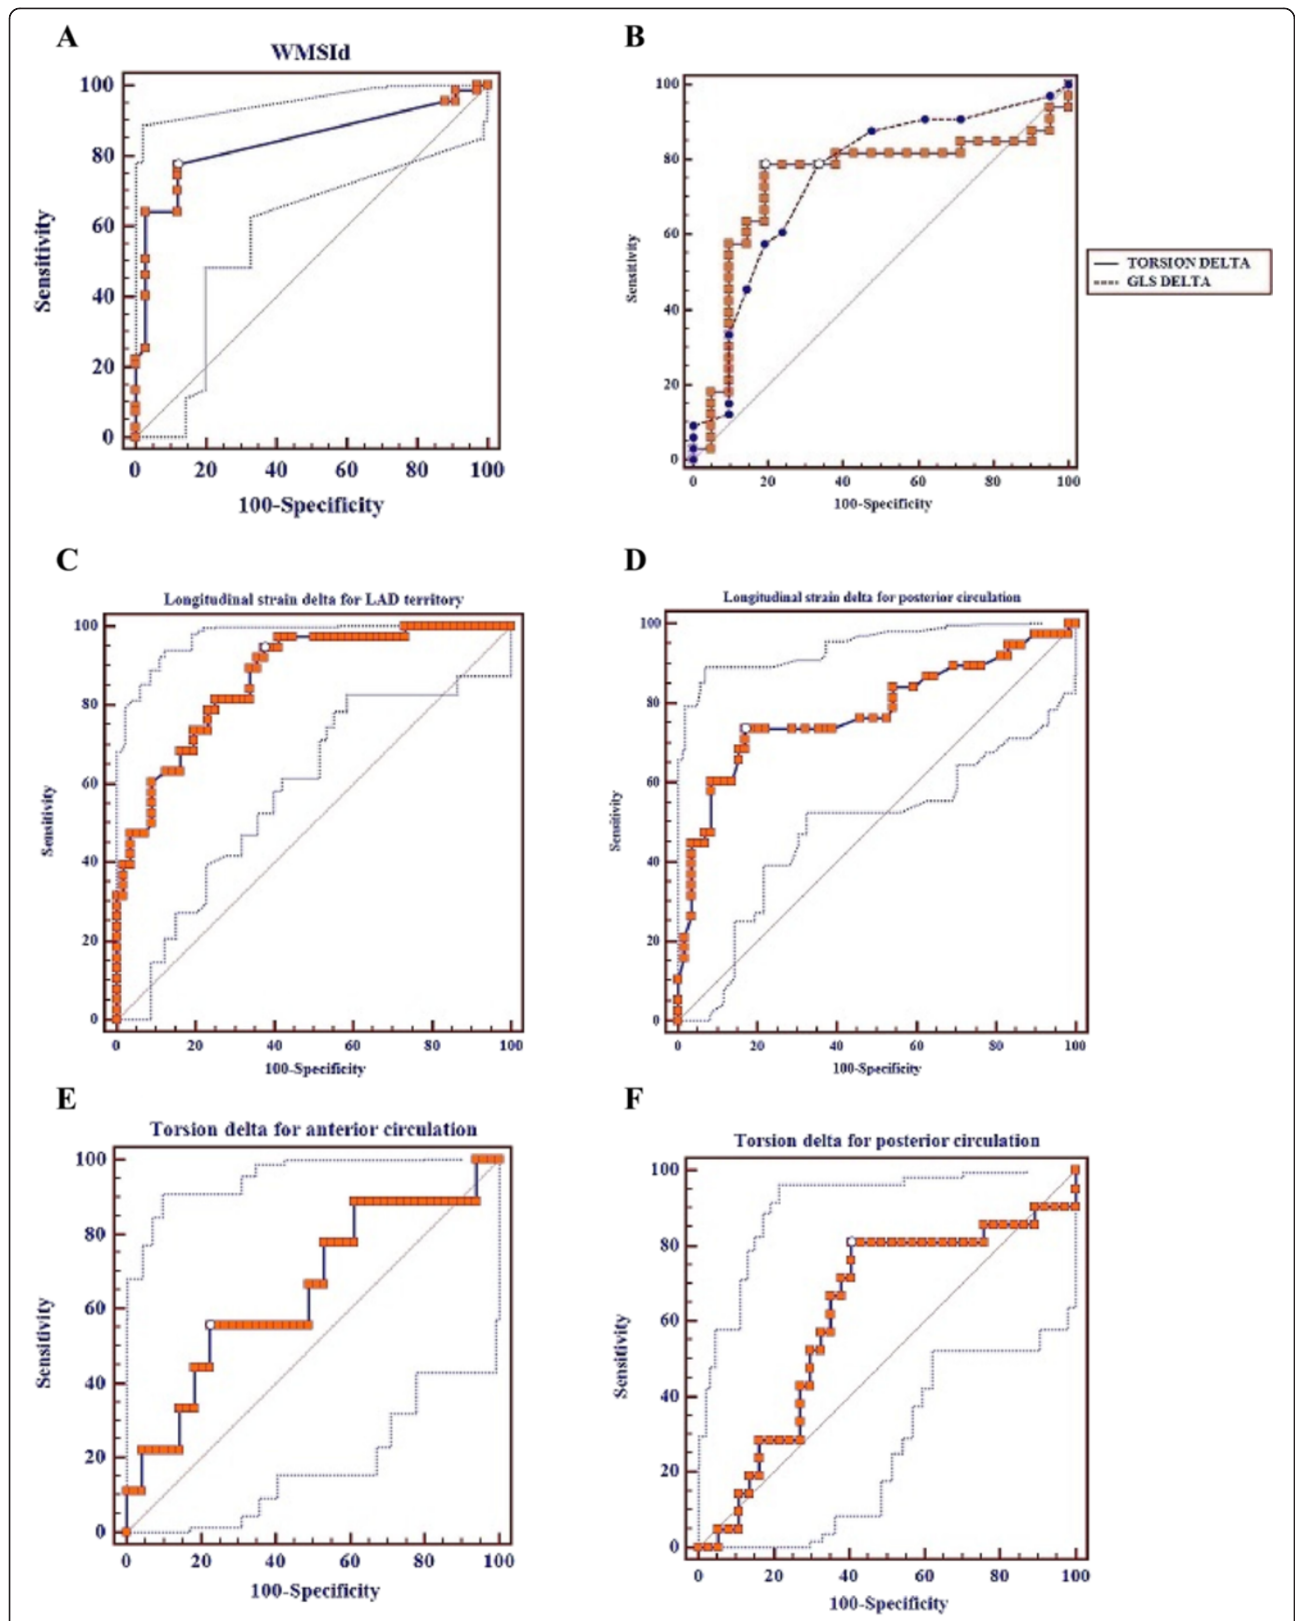 A
WMSId
100
80
60
40
20
0
Sensitivity
0 20 40 60 80 100
100-Specificity
B
100
80
60
40
20
0
Sensitivity
0 20 40 60 80 100
100-Specificity
TORSION DELTA
GLS DELTA
C
Longitudinal strain delta for LAD territory
100
80
60
40
20
0
Sensitivity
0 20 40 60 80 100
100-Specificity
D
Longitudinal strain delta for posterior circulation
100
80
60
40
20
0
Sensitivity
0 20 40 60 80 100
100-Specificity
E
Torsion delta for anterior circulation
100
80
60
40
20
0
Sensitivity
0 20 40 60 80 100
100-Specificity
F
Torsion delta for posterior circulation
100
80
60
40
20
0
Sensitivity
0 20 40 60 80 100
100-Specificity